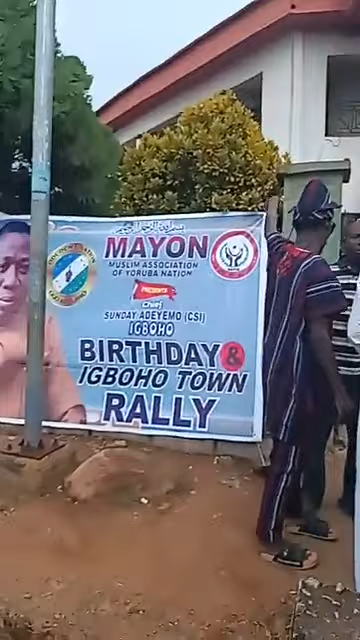 MAYON
MUSLIM ASSOCIATION
OF YORUBA NATION
PRESENTS
Chief
SUNDAY ADEYEMO (CSI)
IGBOHO
BIRTHDAY &
IGBOHO TOWN
RALLY